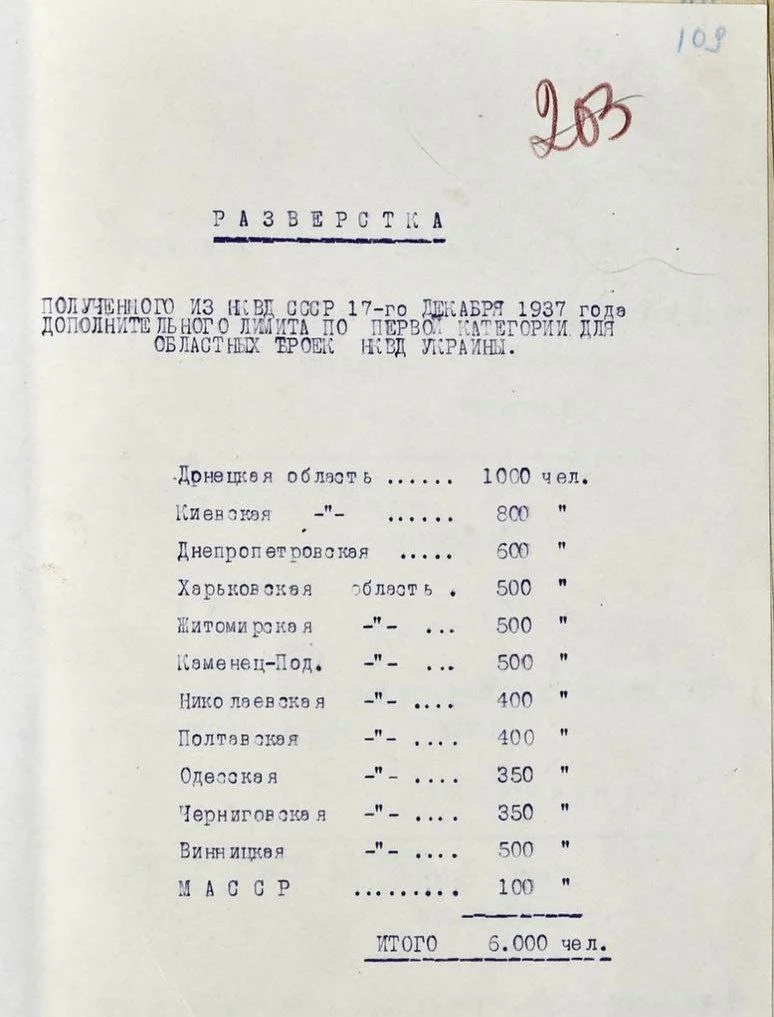 109
203
РАЗВЕРСТКА
ПОЛУЧЕННОГО ИЗ НКВД СССР 17-го ДЕКАБРЯ 1937 года
ДОПОЛНИТЕЛЬНОГО ЛИМИТА ПО ПЕРВОЙ КАТЕГОРИИ ДЛЯ
ОБЛАСТНЫХ ТРОЕК НКВД УКРАИНЫ.
Донецкая область ...... 1000 чел.
Киевская -"- ...... 800 "
Днепропетровская ..... 600 "
Харьковская область . 500 "
Житомирская -"- ... 500 "
Каменец-Под. -"- ... 500 "
Николаевская -"- .... 400 "
Полтавская -"- .... 400 "
Одесская -"- .... 350 "
Черниговская -"- .... 350 "
Винницкая -"- .... 500 "
МАССР ......... 100 "
ИТОГО 6.000 чел.